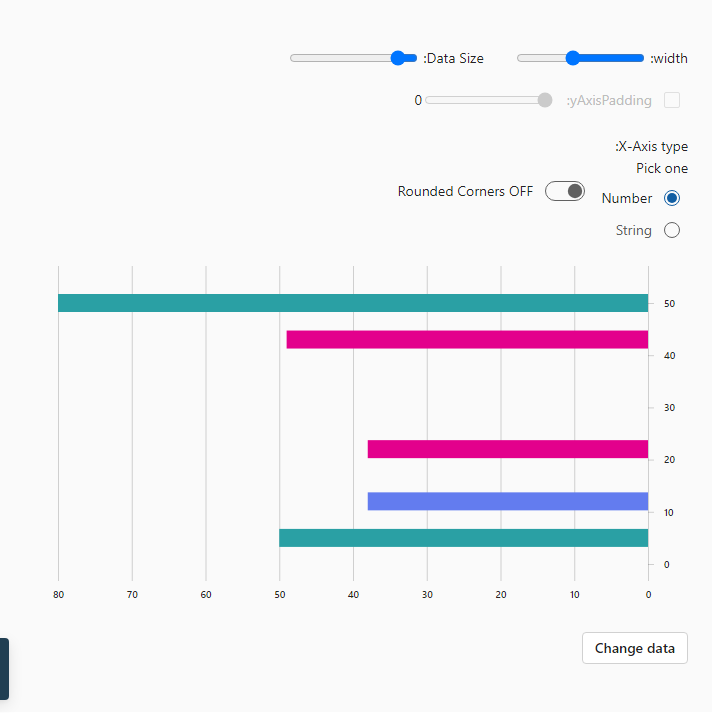 :width
:Data Size
:yAxisPadding
0
:X-Axis type
Pick one
Number
String
Rounded Corners OFF
50
40
30
20
10
0
80 70 60 50 40 30 20 10 0
Change data